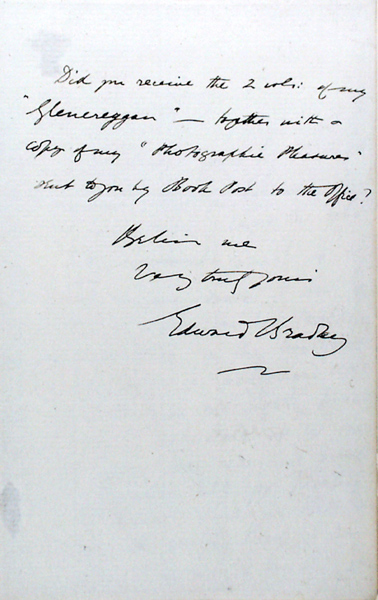 Did you receive the 2 vols: of my
"Glencreggan" — together with a
copy of my "Photographic Pleasures"
sent to you by Book Post to the Office?
Believe me
Very truly yours
Edward Bradley